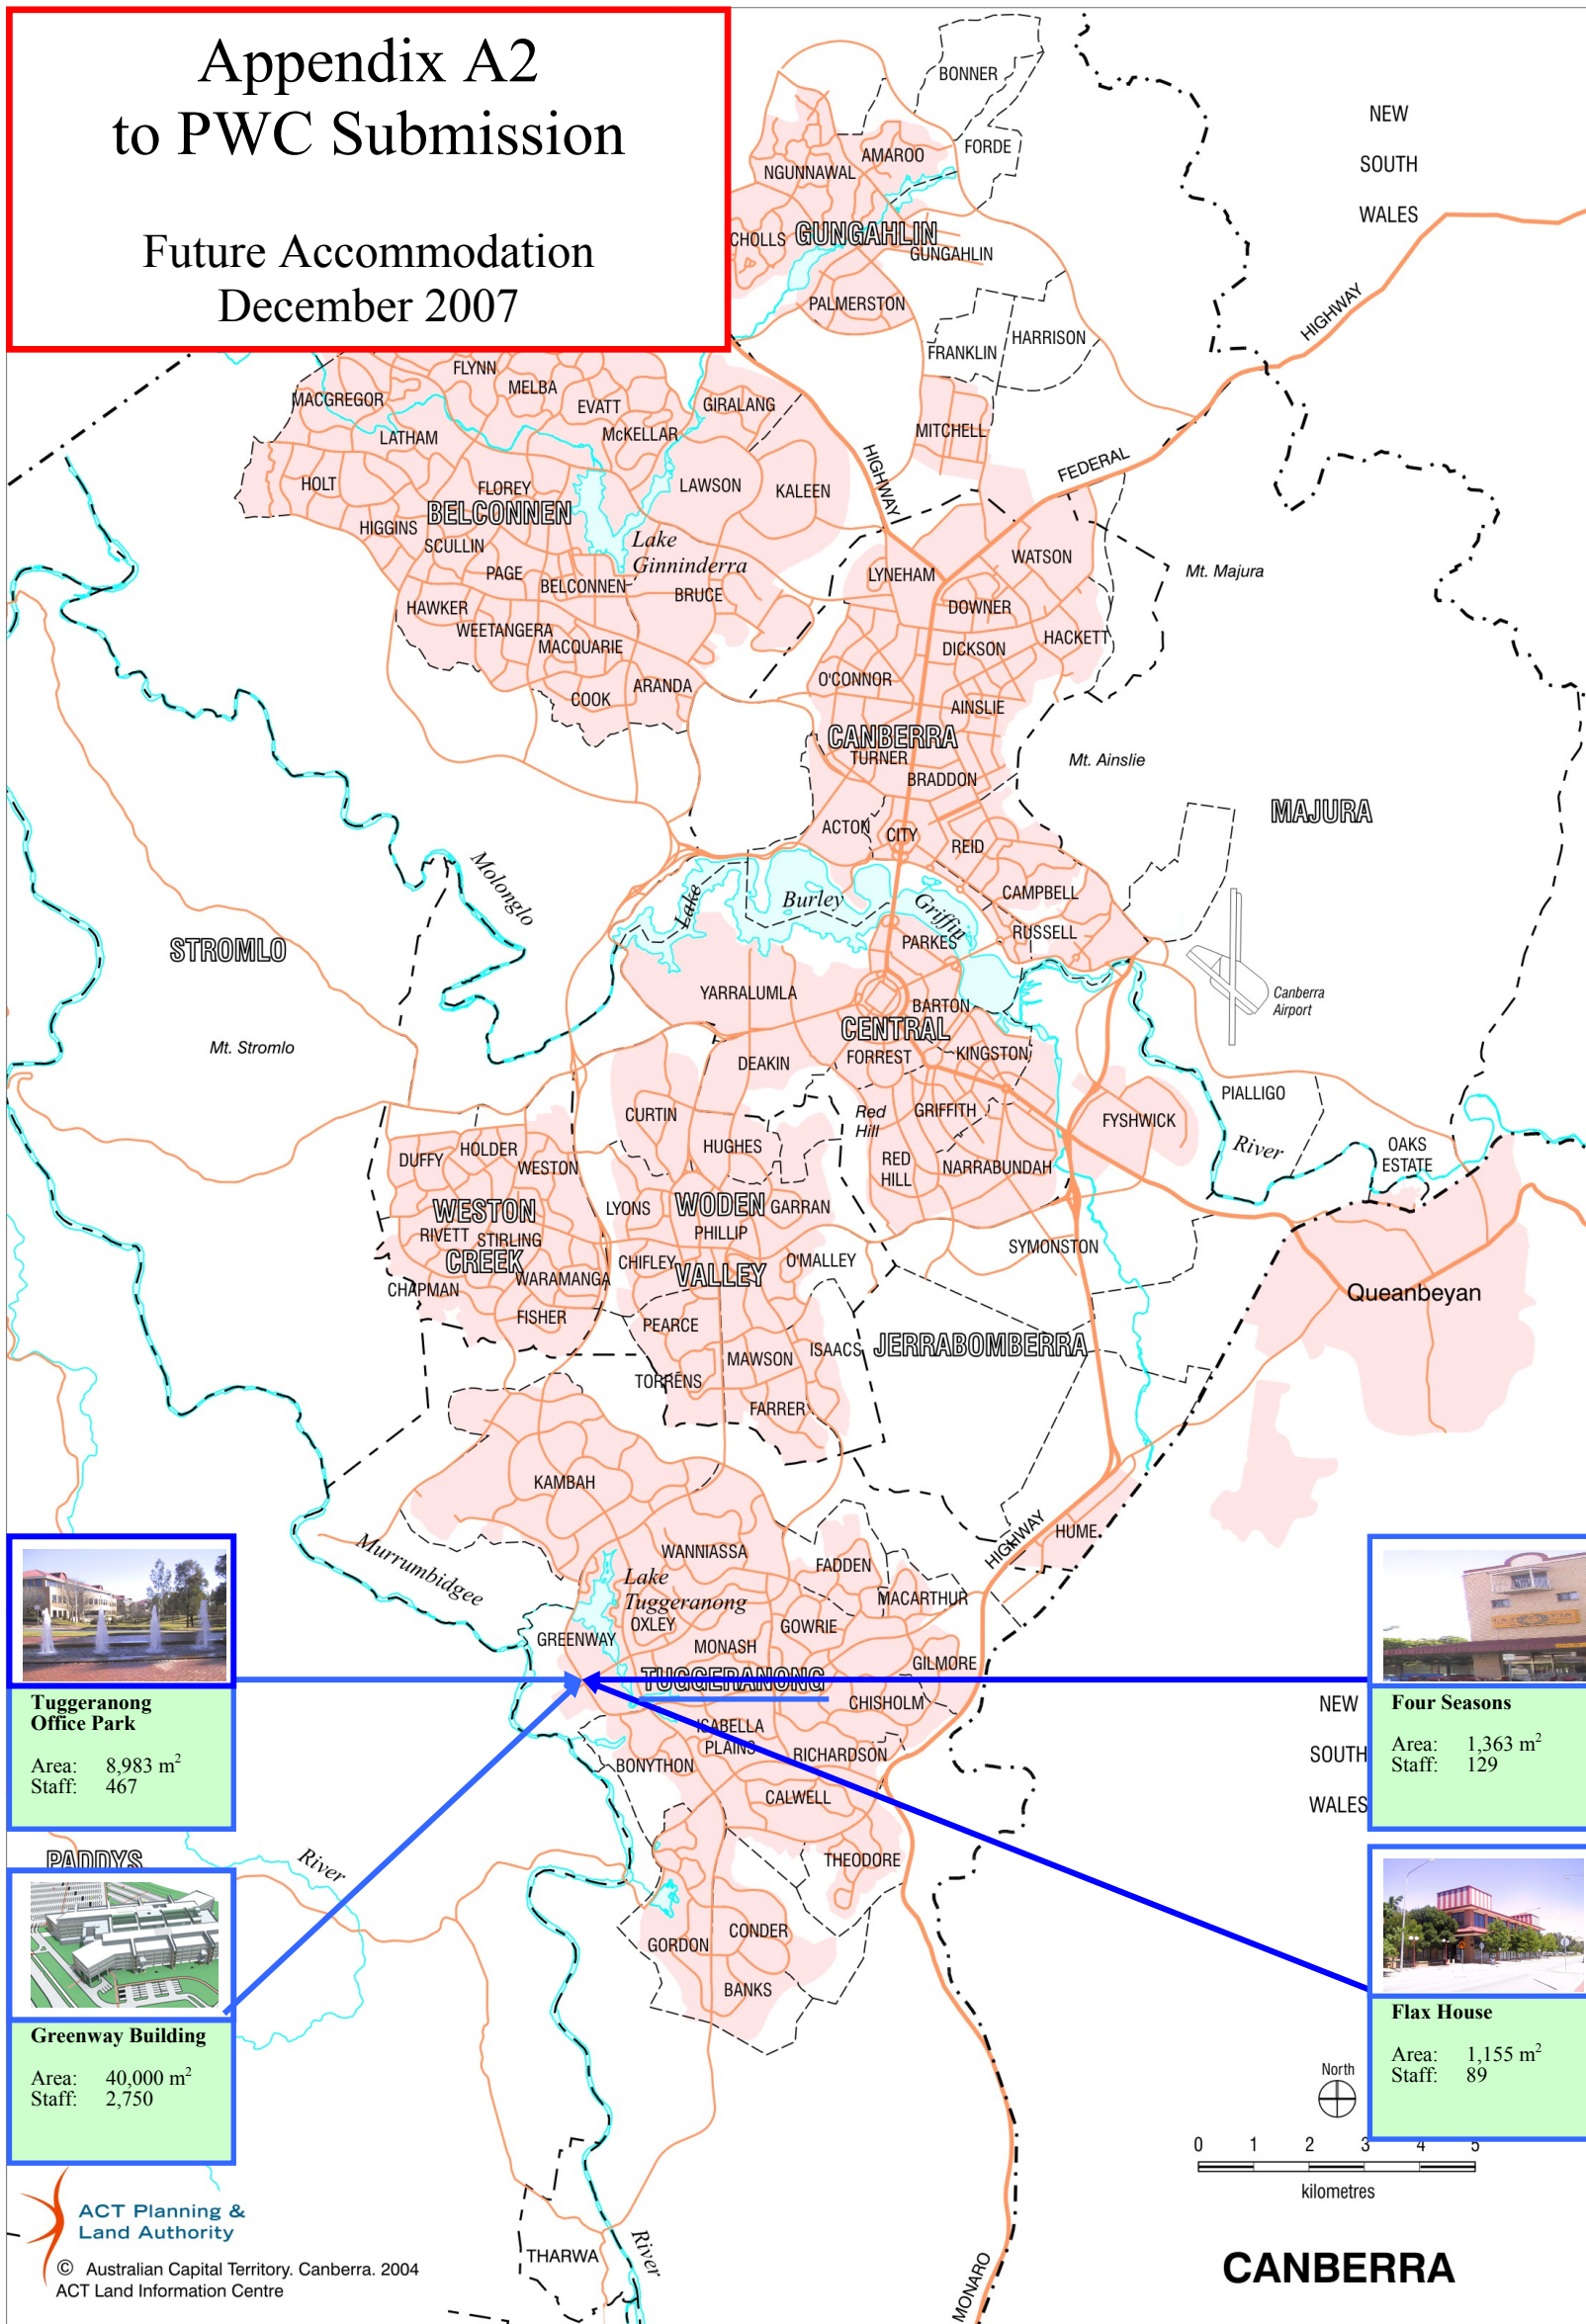 Appendix A2
to PWC Submission
Future Accommodation
December 2007
BONNER
NEW
SOUTH
WALES
FORDE
AMAROO
NGUNNAWAL
CHOLLS
GUNGAHLIN
GUNGAHLIN
PALMERSTON
HIGHWAY
HARRISON
FRANKLIN
FLYNN
MELBA
MACGREGOR
EVATT
GIRALANG
LATHAM
McKELLAR
MITCHELL
HIGHWAY
FEDERAL
HOLT
FLOREY
LAWSON
KALEEN
BELCONNEN
HIGGINS
SCULLIN
Lake
Ginninderra
WATSON
PAGE
BELCONNEN
LYNEHAM
Mt. Majura
BRUCE
HAWKER
DOWNER
WEETANGERA
MACQUARIE
HACKETT
DICKSON
O'CONNOR
ARANDA
COOK
AINSLIE
CANBERRA
TURNER
Mt. Ainslie
BRADDON
MAJURA
ACTON
CITY
REID
Molonglo
CAMPBELL
Lake
Burley
Griffin
RUSSELL
PARKES
STROMLO
YARRALUMLA
Canberra
Airport
BARTON
CENTRAL
Mt. Stromlo
DEAKIN
FORREST
KINGSTON
PIALLIGO
CURTIN
Red
Hill
GRIFFITH
FYSHWICK
HUGHES
River
OAKS
ESTATE
HOLDER
DUFFY
WESTON
RED
HILL
NARRABUNDAH
WESTON
CREEK
LYONS
WODEN
VALLEY
GARRAN
RIVETT
STIRLING
PHILLIP
SYMONSTON
CHIFLEY
O'MALLEY
WARAMANGA
CHAPMAN
Queanbeyan
FISHER
PEARCE
JERRABOMBERRA
ISAACS
MAWSON
TORRENS
FARRER
KAMBAH
HUME
HIGHWAY
Murrumbidgee
WANNIASSA
FADDEN
Lake
Tuggeranong
MACARTHUR
OXLEY
GOWRIE
GREENWAY
MONASH
GILMORE
TUGGERANONG
CHISHOLM
ISABELLA
PLAINS
RICHARDSON
BONYTHON
CALWELL
NEW
SOUTH
WALES
THEODORE
CONDER
GORDON
BANKS
Tuggeranong
Office Park
Area: 8,983 m²
Staff: 467
Four Seasons
Area: 1,363 m²
Staff: 129
PADDYS
River
Greenway Building
Area: 40,000 m²
Staff: 2,750
Flax House
Area: 1,155 m²
Staff: 89
North
0 1 2 3 4 5
kilometres
ACT Planning &
Land Authority
© Australian Capital Territory. Canberra. 2004
ACT Land Information Centre
THARWA
River
MONARO
CANBERRA